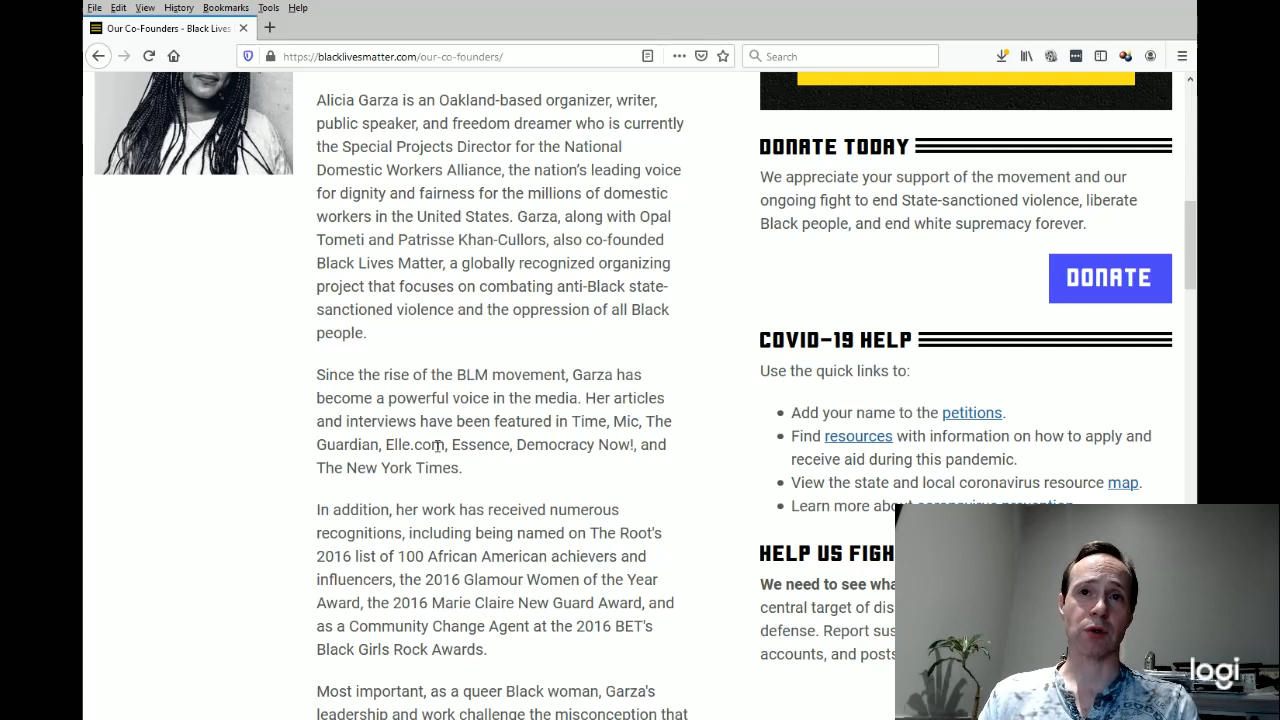 File Edit View History Bookmarks Tools Help
Our Co-Founders - Black Lives
https://blacklivesmatter.com/our-co-founders/
Search
Alicia Garza is an Oakland-based organizer, writer,
public speaker, and freedom dreamer who is currently
the Special Projects Director for the National
Domestic Workers Alliance, the nation's leading voice
for dignity and fairness for the millions of domestic
workers in the United States. Garza, along with Opal
Tometi and Patrisse Khan-Cullors, also co-founded
Black Lives Matter, a globally recognized organizing
project that focuses on combating anti-Black state-
sanctioned violence and the oppression of all Black
people.
Since the rise of the BLM movement, Garza has
become a powerful voice in the media. Her articles
and interviews have been featured in Time, Mic, The
Guardian, Elle.com, Essence, Democracy Now!, and
The New York Times.
In addition, her work has received numerous
recognitions, including being named on The Root's
2016 list of 100 African American achievers and
influencers, the 2016 Glamour Women of the Year
Award, the 2016 Marie Claire New Guard Award, and
as a Community Change Agent at the 2016 BET's
Black Girls Rock Awards.
Most important, as a queer Black woman, Garza's
leadership and work challenge the misconception that
DONATE TODAY
We appreciate your support of the movement and our
ongoing fight to end State-sanctioned violence, liberate
Black people, and end white supremacy forever.
DONATE
COVID-19 HELP
Use the quick links to:
Add your name to the petitions.
Find resources with information on how to apply and
receive aid during this pandemic.
View the state and local coronavirus resource map.
Learn more about coronavirus prevention
HELP US FIGH
We need to see wha
central target of dis
defense. Report sus
accounts, and posts
logi